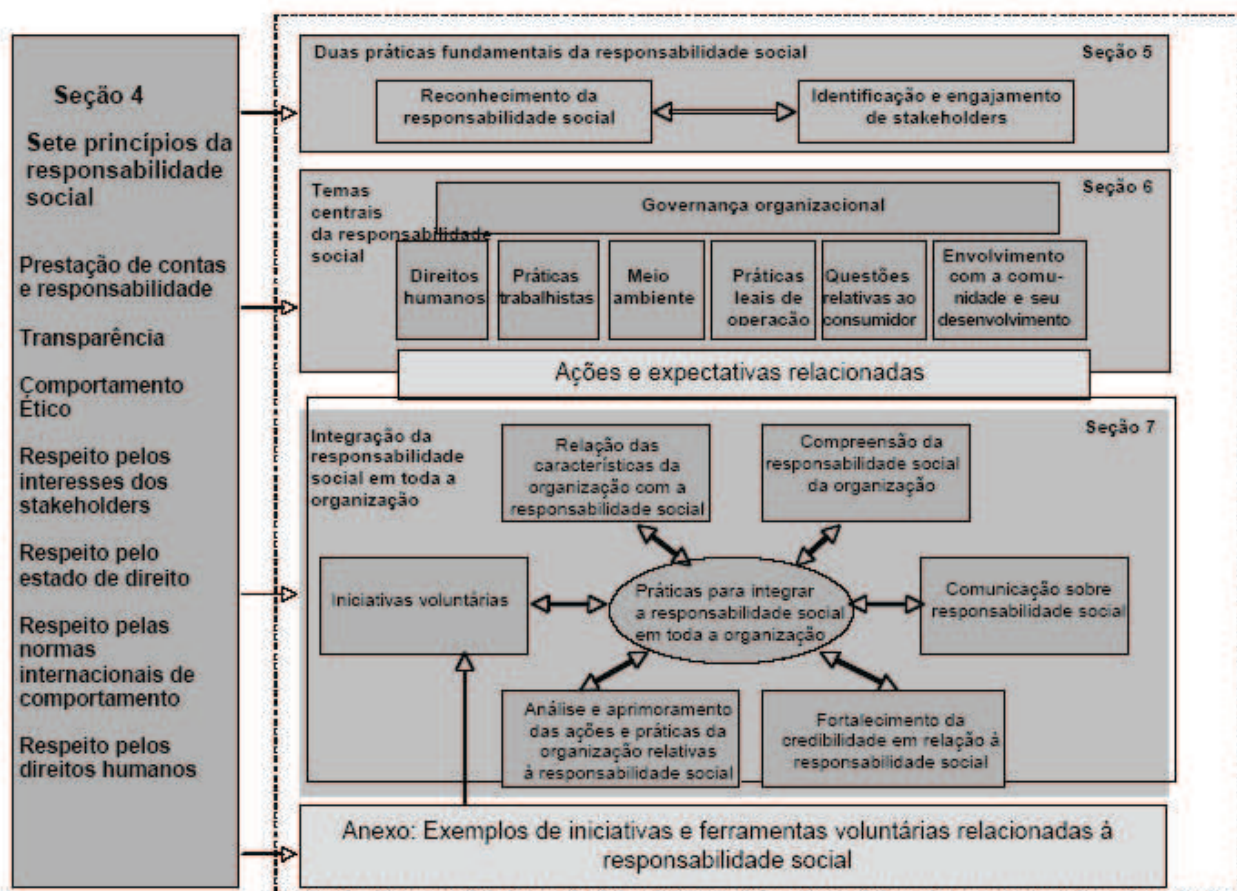 Seção 4
Sete princípios da
responsabilidade
social
Prestação de contas
e responsabilidade
Transparência
Comportamento
Ético
Respeito pelos
interesses dos
stakeholders
Respeito pelo
estado de direito
Respeito pelas
normas
internacionais de
comportamento
Respeito pelos
direitos humanos
Duas práticas fundamentais da responsabilidade social
Seção 5
Reconhecimento da
responsabilidade social
Identificação e engajamento
de stakeholders
Temas
centrais
da responsabilidade
social
Seção 6
Governança organizacional
Direitos
humanos
Práticas
trabalhistas
Meio
ambiente
Práticas
leais de
operação
Questões
relativas ao
consumidor
Envolvimento
com a comu-
nidade e seu
desenvolvimento
Ações e expectativas relacionadas
Integração da
responsabilidade
social em toda a
organização
Seção 7
Relação das
características da
organização com a
responsabilidade social
Compreensão da
responsabilidade social
da organização
Iniciativas voluntárias
Práticas para integrar
a responsabilidade social
em toda a organização
Comunicação sobre
responsabilidade social
Análise e aprimoramento
das ações e práticas da
organização relativas
à responsabilidade social
Fortalecimento da
credibilidade em relação à
responsabilidade social
Anexo: Exemplos de iniciativas e ferramentas voluntárias relacionadas à
responsabilidade social